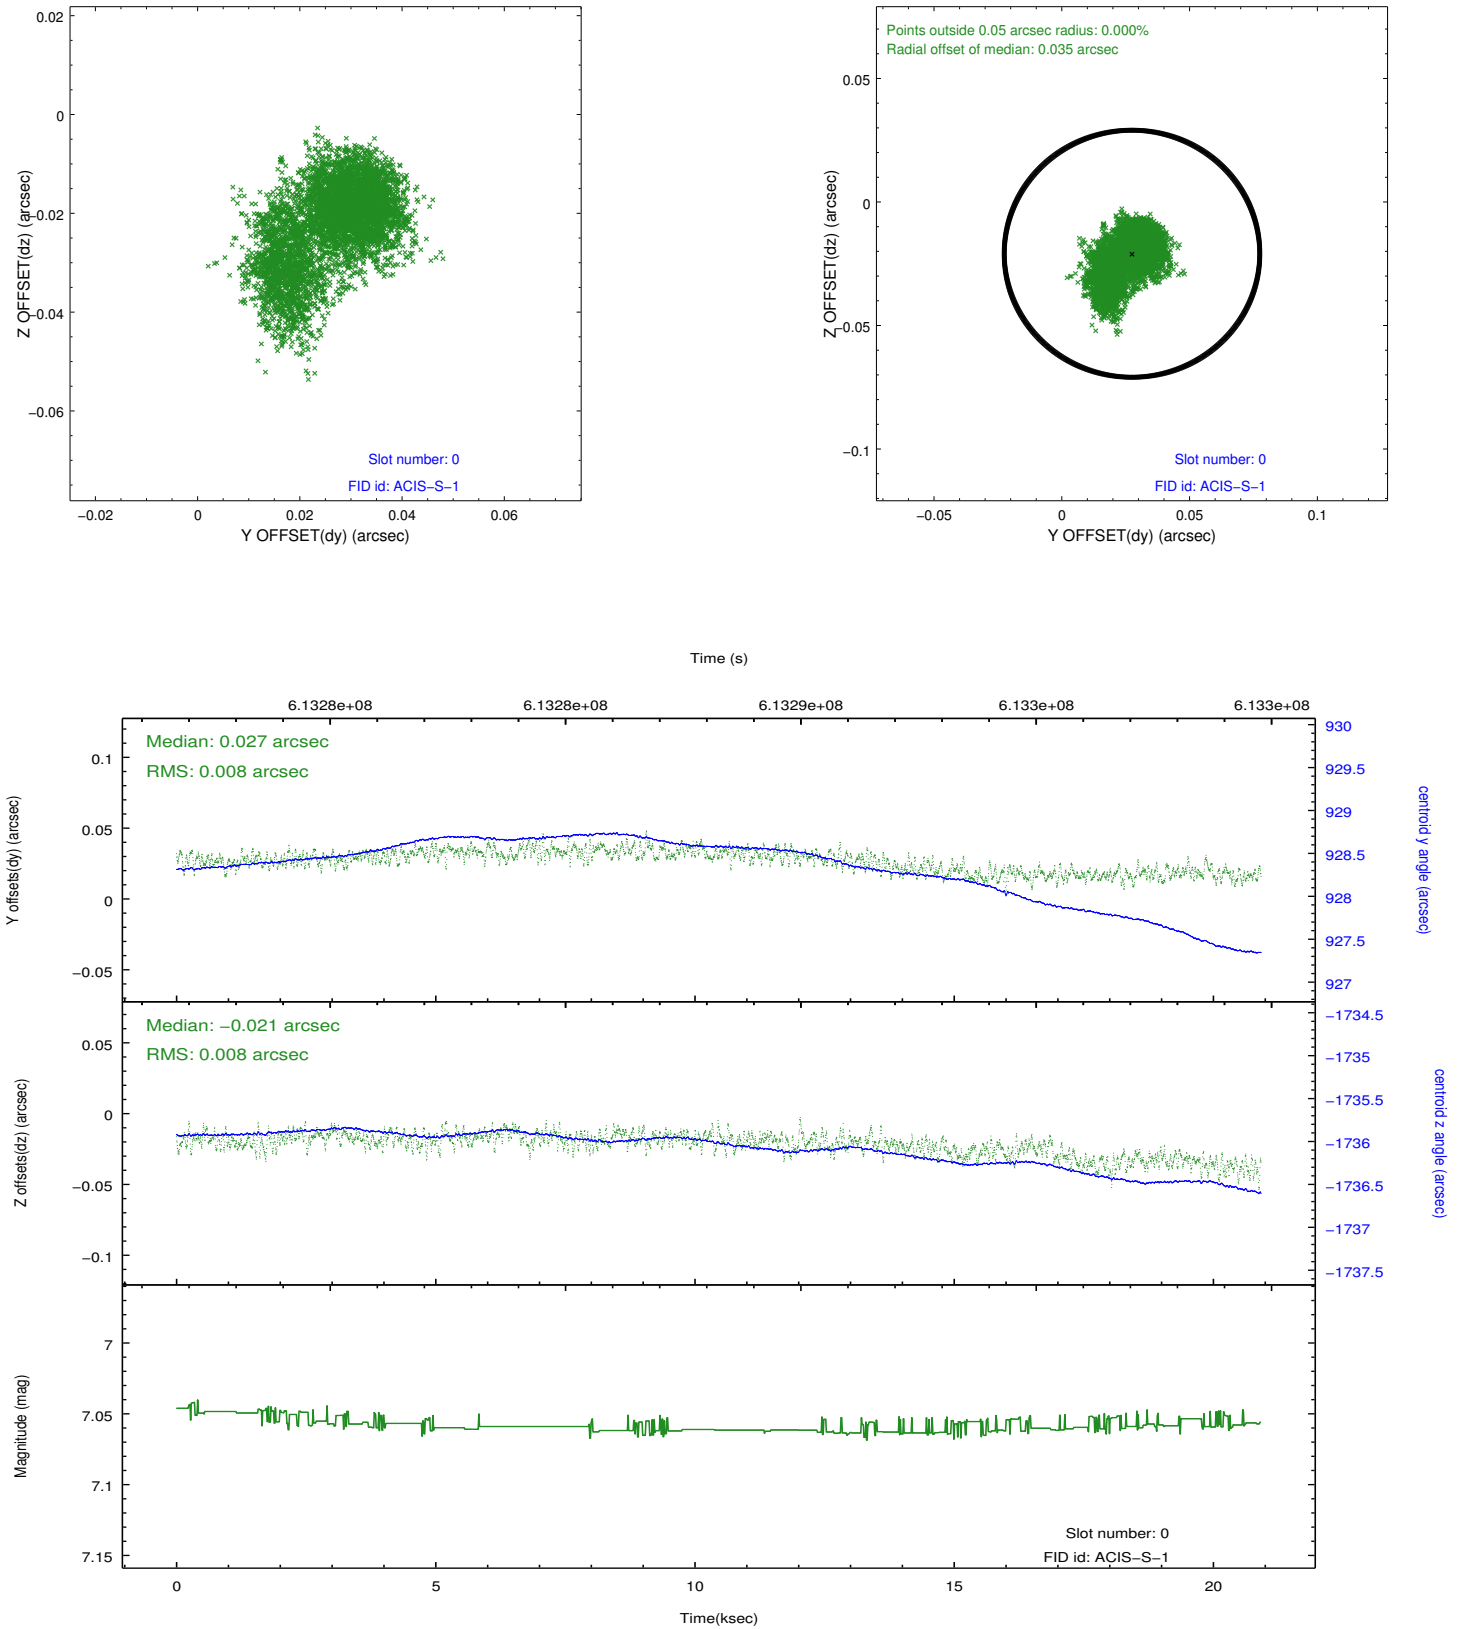 0.02
0
−0.02
−0.04
−0.06
Z OFFSET(dz) (arcsec)
Slot number: 0
FID id: ACIS−S−1
−0.02 0 0.02 0.04 0.06
Y OFFSET(dy) (arcsec)
Points outside 0.05 arcsec radius: 0.000%
Radial offset of median: 0.035 arcsec
0.05
0
−0.05
−0.1
Z OFFSET(dz) (arcsec)
Slot number: 0
FID id: ACIS−S−1
−0.05 0 0.05 0.1
Y OFFSET(dy) (arcsec)
Time (s)
6.1328e+08 6.1328e+08 6.1329e+08 6.133e+08 6.133e+08
Median: 0.027 arcsec
RMS: 0.008 arcsec
0.1
0.05
0
−0.05
Y offsets(dy) (arcsec)
930
929.5
929
928.5
928
927.5
927
centroid y angle (arcsec)
Median: −0.021 arcsec
RMS: 0.008 arcsec
0.05
0
−0.05
−0.1
Z offsets(dz) (arcsec)
−1734.5
−1735
−1735.5
−1736
−1736.5
−1737
−1737.5
centroid z angle (arcsec)
7
7.05
7.1
7.15
Magnitude (mag)
Slot number: 0
FID id: ACIS−S−1
0 5 10 15 20
Time(ksec)